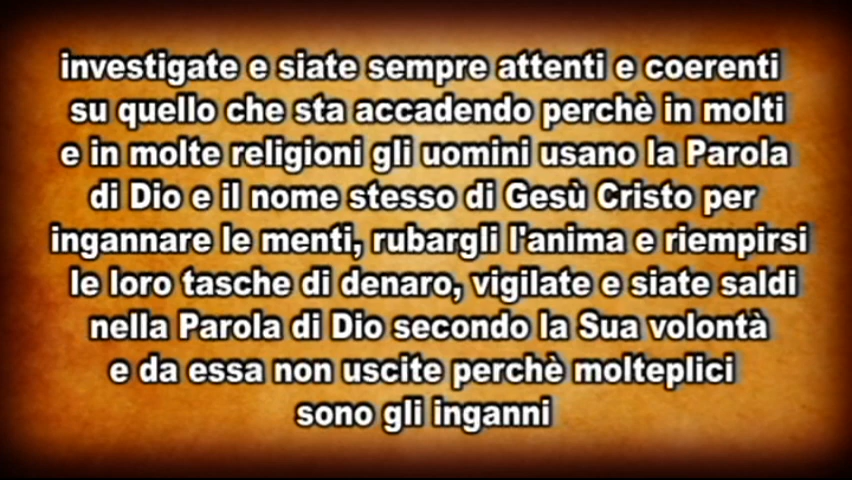 investigate e siate sempre attenti e coerenti
su quello che sta accadendo perchè in molti
e in molte religioni gli uomini usano la Parola
di Dio e il nome stesso di Gesù Cristo per
ingannare le menti, rubargli l'anima e riempirsi
le loro tasche di denaro, vigilate e siate saldi
nella Parola di Dio secondo la Sua volontà
e da essa non uscite perchè molteplici
sono gli inganni